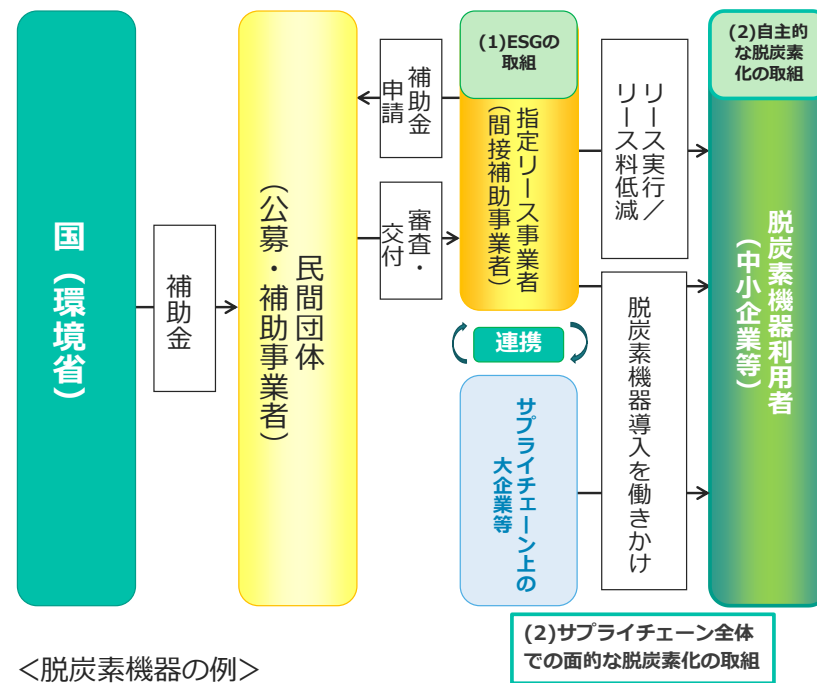 国（環境省）
補助金
民間団体
（公募・補助事業者）
補助金
申請
審査・
交付
(1)ESGの
取組
指定リース事業者
（間接補助事業者）
連携
サプライチェーン上の
大企業等
リース実行／
リース料低減
脱炭素機器導入を働きかけ
(2)自主的
な脱炭素
化の取組
脱炭素機器利用者
（中小企業等）
(2)サプライチェーン全体
での面的な脱炭素化の取組
＜脱炭素機器の例＞